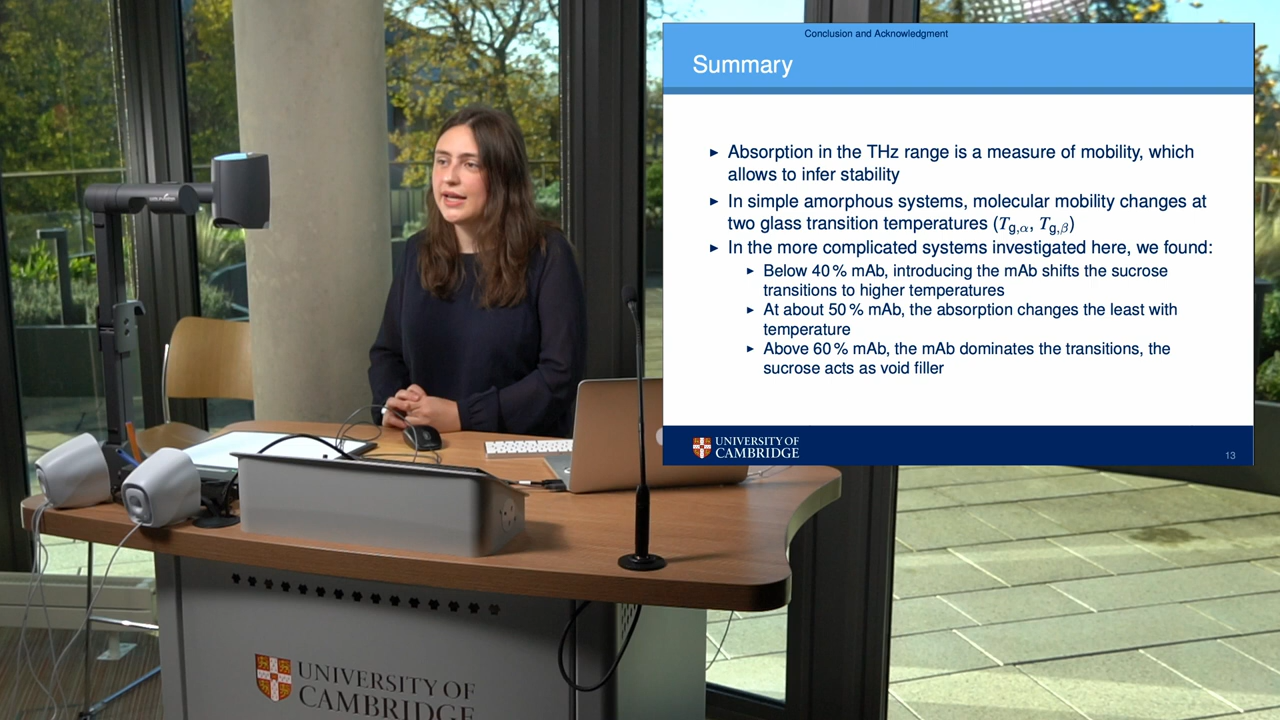 Conclusion and Acknowledgment
Summary
▸ Absorption in the THz range is a measure of mobility, which
allows to infer stability
▸ In simple amorphous systems, molecular mobility changes at
two glass transition temperatures (Tg,α, Tg,β)
▸ In the more complicated systems investigated here, we found:
▸ Below 40 % mAb, introducing the mAb shifts the sucrose
transitions to higher temperatures
▸ At about 50 % mAb, the absorption changes the least with
temperature
▸ Above 60 % mAb, the mAb dominates the transitions, the
sucrose acts as void filler
UNIVERSITY OF
CAMBRIDGE
13
UNIVERSITY OF
CAMBRIDGE